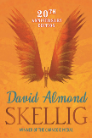 20TH
ANNIVERSARY
EDITION
David Almond
SKELLIG